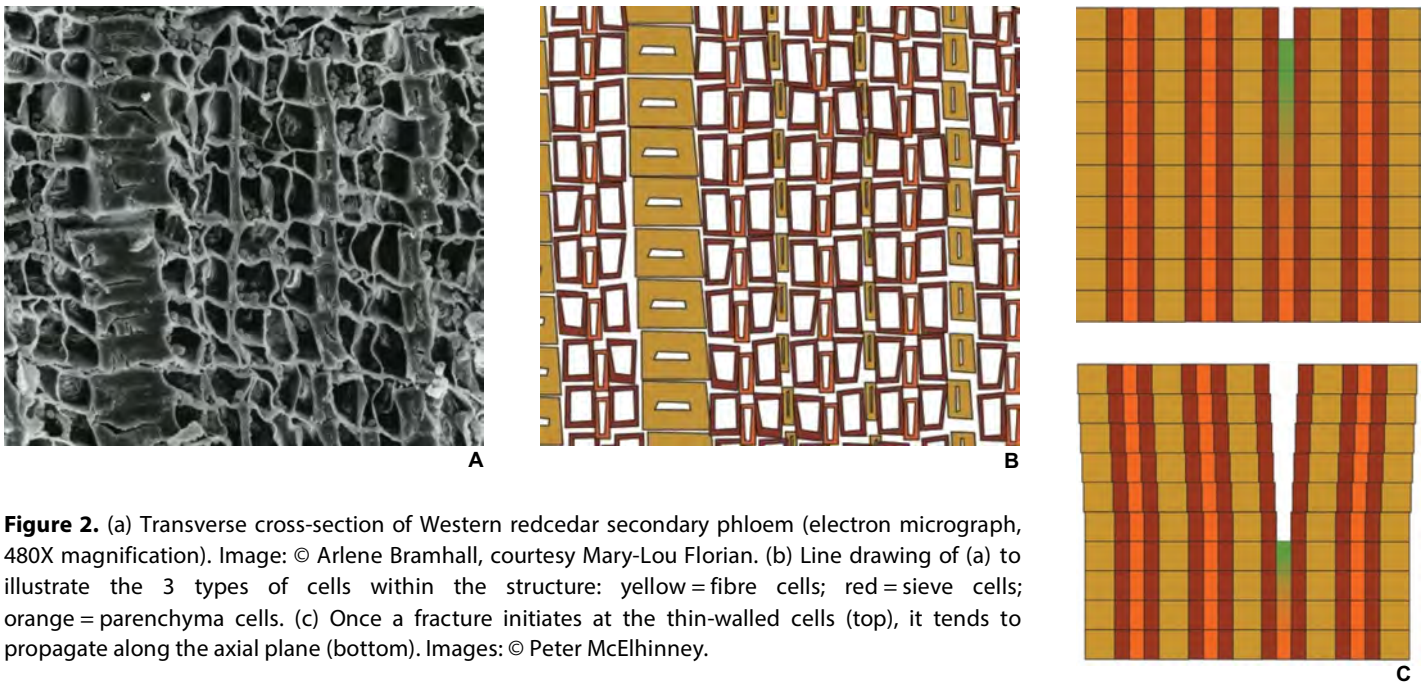 A
B
Figure 2. (a) Transverse cross-section of Western redcedar secondary phloem (electron micrograph,
480X magnification). Image: © Arlene Bramhall, courtesy Mary-Lou Florian. (b) Line drawing of (a) to
illustrate the 3 types of cells within the structure: yellow = fibre cells; red = sieve cells;
orange = parenchyma cells. (c) Once a fracture initiates at the thin-walled cells (top), it tends to
propagate along the axial plane (bottom). Images: © Peter McElhinney.
C